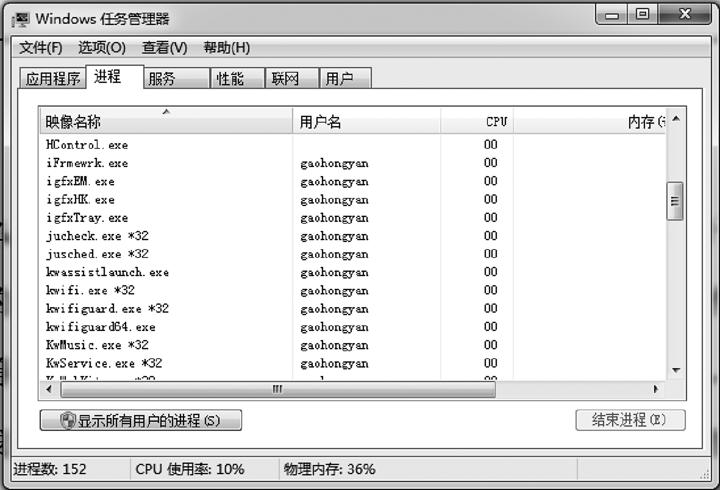 Windows 任务管理器
文件(F) 选项(O) 查看(V) 帮助(H)
应用程序 进程 服务 性能 联网 用户
映像名称 用户名 CPU 内存(
HControl.exe 00
iFrmewrk.exe gaohongyan 00
igfxEM.exe gaohongyan 00
igfxHK.exe gaohongyan 00
igfxTray.exe gaohongyan 00
jucheck.exe *32 gaohongyan 00
jusched.exe *32 gaohongyan 00
kwassistlaunch.exe gaohongyan 00
kwifi.exe *32 gaohongyan 00
kwifiguard.exe *32 gaohongyan 00
kwifiguard64.exe gaohongyan 00
KwMusic.exe *32 gaohongyan 00
KwService.exe *32 gaohongyan 00
显示所有用户的进程(S) 结束进程(E)
进程数: 152 CPU 使用率: 10% 物理内存: 36%